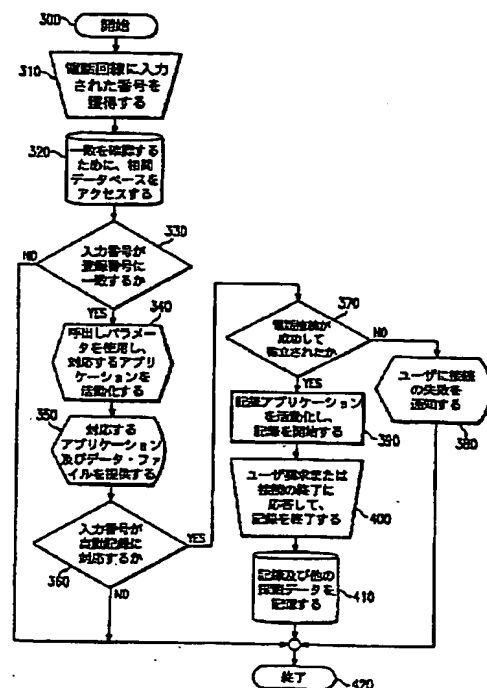 300
開始
310
電話回線に入力
された番号を
獲得する
320
一致を確認する
ために、相関
データベースを
アクセスする
330
入力番号が
登録番号に
一致するか
NO
YES
340
呼出しパラメ
ータを使用し、
対応するアプリ
ケーションを
活動化する
350
対応する
アプリケーション
及びデータ・ファ
イルを提供する
入力番号が
自動記録に
対応するか
360
YES
NO
370
電話接続が
成功して
確立されたか
NO
YES
ユーザに接続
の失敗を
通知する
380
記録アプリケーション
を活動化し、
記録を開始する
390
ユーザ要求または
接続の終了に
応答して、
記録を終了する
400
記録及び他の
データを
記憶する
410
終了
420